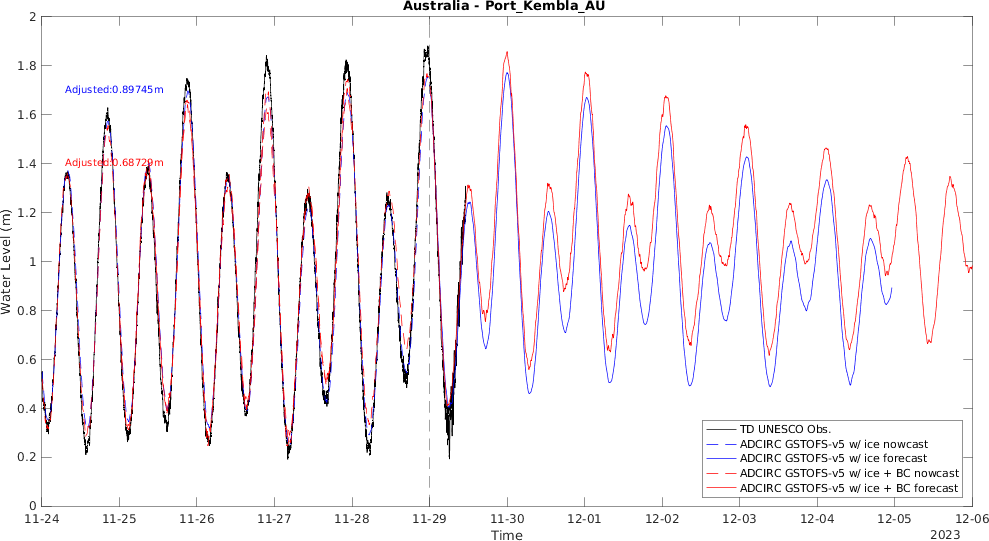 Australia - Port_Kembla_AU
2
1.8
1.6
1.4
1.2
1
0.8
0.6
0.4
0.2
0
Water Level (m)
Adjusted:0.89745m
Adjusted:0.68729m
TD UNESCO Obs.
ADCIRC GSTOFS-v5 w/ ice nowcast
ADCIRC GSTOFS-v5 w/ ice forecast
ADCIRC GSTOFS-v5 w/ ice + BC nowcast
ADCIRC GSTOFS-v5 w/ ice + BC forecast
11-24 11-25 11-26 11-27 11-28 11-29 11-30 12-01 12-02 12-03 12-04 12-05 12-06
Time
2023